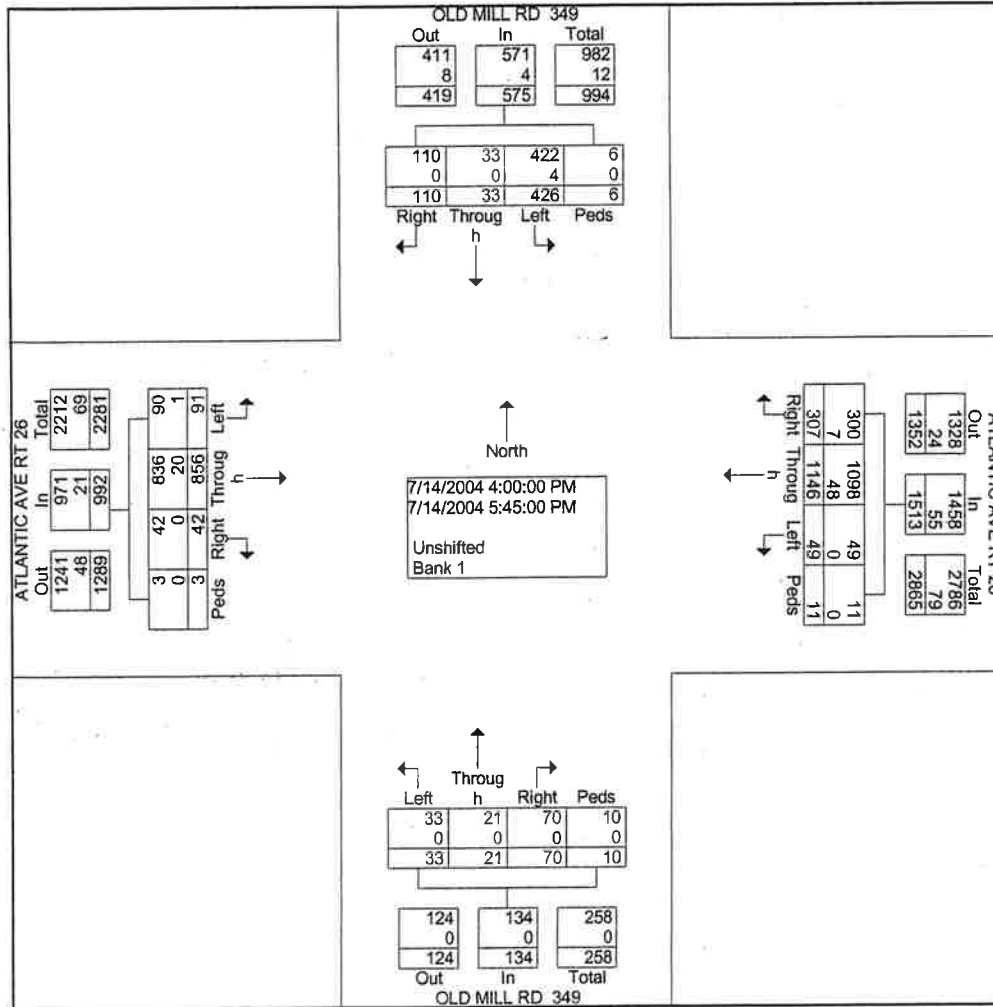 OLD MILL RD 349
Out In Total
411 571 982
8 4 12
419 575 994
110 33 422 6
0 0 4 0
110 33 426 6
Right Throug Left Peds
h
ATLANTIC AVE RT 26
Total In Out
2212 971 1241
69 21 48
2281 992 1289
90 836 42 3
1 20 0 0
91 856 42 3
Left Throug Right Peds
h
North
7/14/2004 4:00:00 PM
7/14/2004 5:45:00 PM
Unshifted
Bank 1
Out In Total
1328 1458 2786
24 55 79
1352 1513 2865
300 1098 49 11
7 48 0 0
307 1146 49 11
Right Throug Left Peds
h
Throug
Left h Right Peds
33 21 70 10
0 0 0 0
33 21 70 10
124 134 258
0 0 0
124 134 258
Out In Total
OLD MILL RD 349